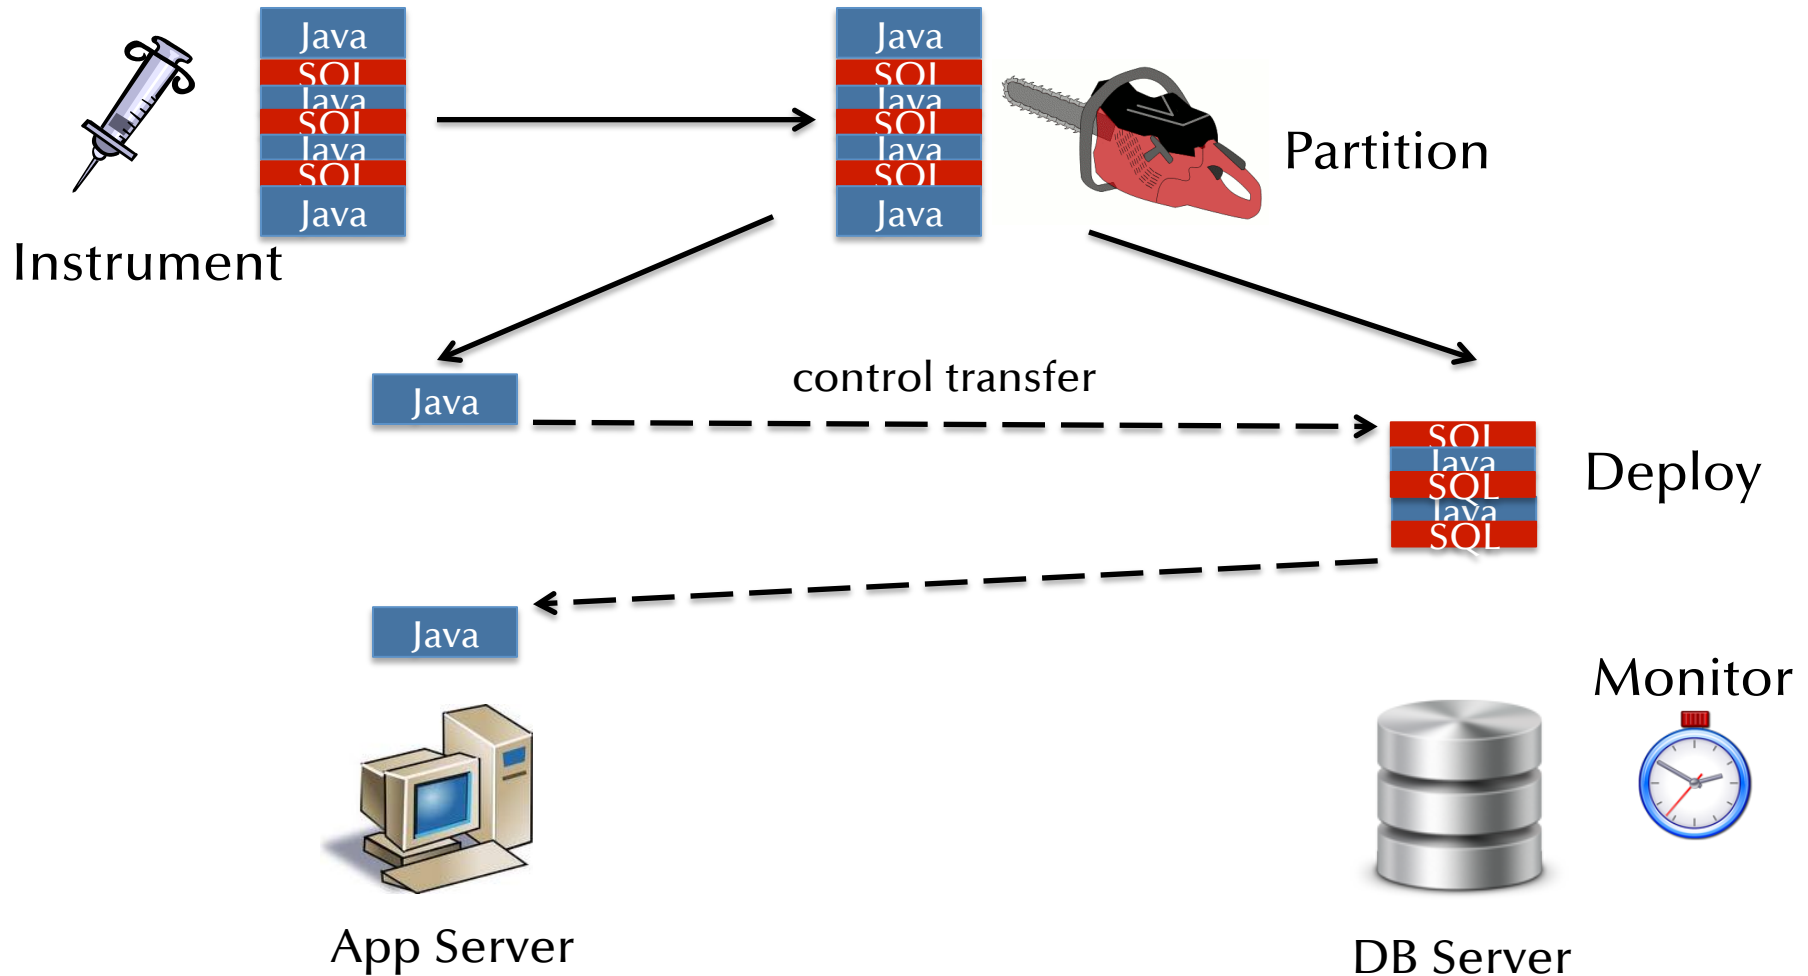 Java
SQL
Java
SQL
Java
SQL
Java
Instrument
Java
SQL
Java
SQL
Java
SQL
Java
Partition
control transfer
Java
SQL
Java
SQL
Java
SQL
Deploy
Java
Monitor
App Server
DB Server